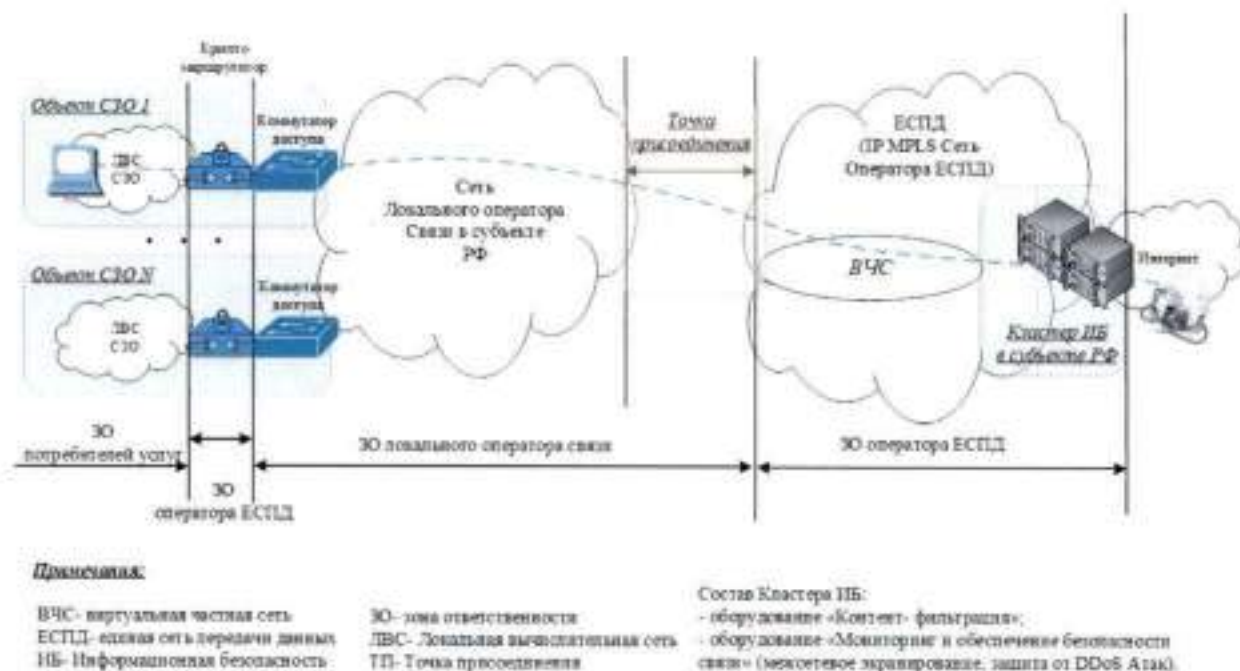 Крипто-
маршрутизатор
Объект СЗО 1
Коммутатор
доступа
ЛВС
СЗО
Сеть
Локального оператора
Связи в субъекте
РФ
Точка
присоединения
ЕСПД
(IP MPLS Сеть
Оператора ЕСПД)
ВЧС
Интернет
Кластер ИБ
в субъекте РФ
. . .
Объект СЗО N
Коммутатор
доступа
ЛВС
СЗО
ЗО
потребителей услуг
ЗО
оператора ЕСПД
ЗО локального оператора связи
ЗО оператора ЕСПД
Примечания:
ВЧС- виртуальная частная сеть
ЕСПД- единая сеть передачи данных
ИБ- Информационная безопасность
ЗО- зона ответственности
ЛВС- Локальная вычислительная сеть
ТП- Точка присоединения
Состав Кластера ИБ:
- оборудование «Контент- фильтрация»;
- оборудование «Мониторинг и обеспечение безопасности
связи» (межсетевое экранирование, защита от DDoS Атак).